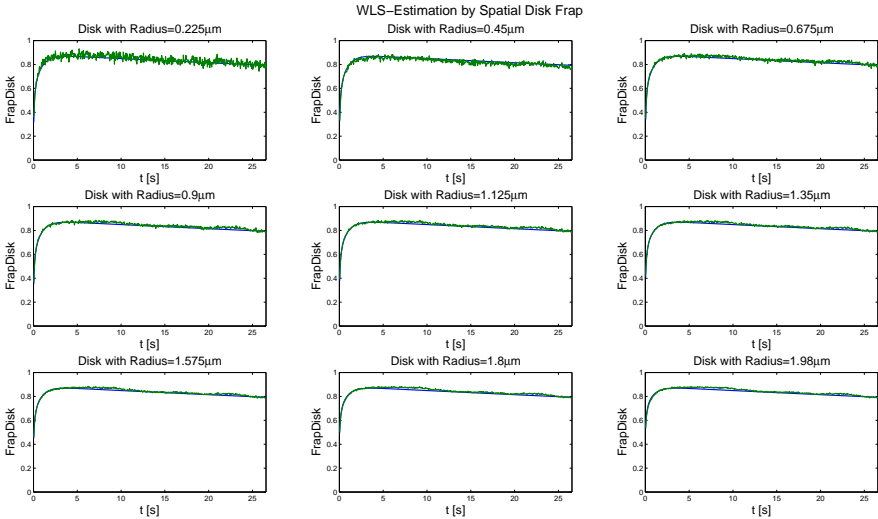 WLS−Estimation by Spatial Disk Frap
Disk with Radius=0.225μm
Disk with Radius=0.45μm
Disk with Radius=0.675μm
FrapDisk
1
0.8
0.6
0.4
0.2
0
0 5 10 15 20 25
t [s]
FrapDisk
1
0.8
0.6
0.4
0.2
0
0 5 10 15 20 25
t [s]
FrapDisk
1
0.8
0.6
0.4
0.2
0
0 5 10 15 20 25
t [s]
Disk with Radius=0.9μm
Disk with Radius=1.125μm
Disk with Radius=1.35μm
FrapDisk
1
0.8
0.6
0.4
0.2
0
0 5 10 15 20 25
t [s]
FrapDisk
1
0.8
0.6
0.4
0.2
0
0 5 10 15 20 25
t [s]
FrapDisk
1
0.8
0.6
0.4
0.2
0
0 5 10 15 20 25
t [s]
Disk with Radius=1.575μm
Disk with Radius=1.8μm
Disk with Radius=1.98μm
FrapDisk
1
0.8
0.6
0.4
0.2
0
0 5 10 15 20 25
t [s]
FrapDisk
1
0.8
0.6
0.4
0.2
0
0 5 10 15 20 25
t [s]
FrapDisk
1
0.8
0.6
0.4
0.2
0
0 5 10 15 20 25
t [s]